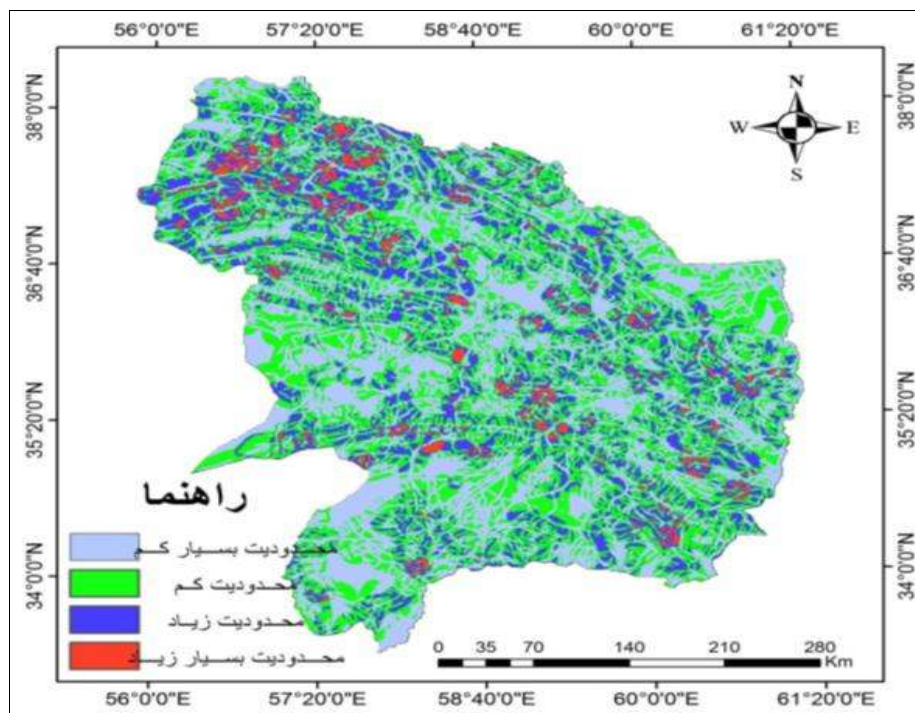 56°0'0"E 57°20'0"E 58°40'0"E 60°0'0"E 61°20'0"E
38°0'0"N 38°0'0"N
N
W E
S
36°40'0"N 36°40'0"N
35°20'0"N 35°20'0"N
راهنما
محدودیت بسیار کم
محدودیت کم
محدودیت زیاد
محدودیت بسیار زیاد
34°0'0"N 34°0'0"N
0 35 70 140 210 280
Km
56°0'0"E 57°20'0"E 58°40'0"E 60°0'0"E 61°20'0"E